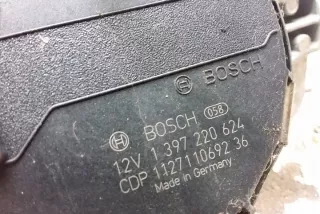 BOSCH
BOSCH 058
12V 1 397 220 624
CDP 1127110692 36
Made in Germany